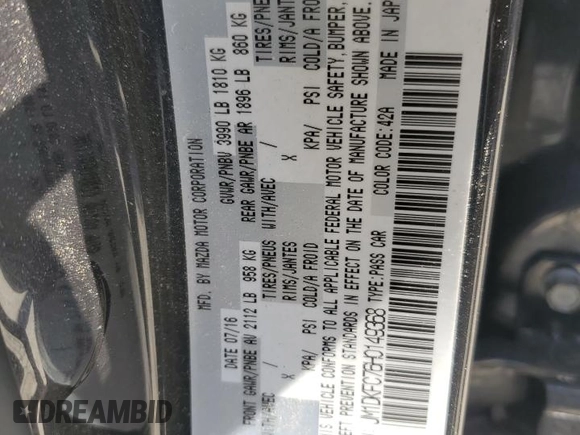 MFD. BY MAZDA MOTOR CORPORATION
DATE 07/16 GVWR/PNBV 3990 LB 1810 KG
FRONT GAWR/PNBE AV 2112 LB 958 KG REAR GAWR/PNBE AR 1896 LB 860 KG
WITH/AVEC / TIRES/PNEUS WITH/AVEC / TIRES/PNE
X RIMS/JANTES X RIMS/JANTE
KPA/ PSI COLD/A FROID KPA/ PSI COLD/A FROI
THIS VEHICLE CONFORMS TO ALL APPLICABLE FEDERAL MOTOR VEHICLE SAFETY, BUMPER,
THEFT PREVENTION STANDARDS IN EFFECT ON THE DATE OF MANUFACTURE SHOWN ABOVE.
TYPE:PASS CAR COLOR CODE:42A MADE IN JAP
DREAMBID